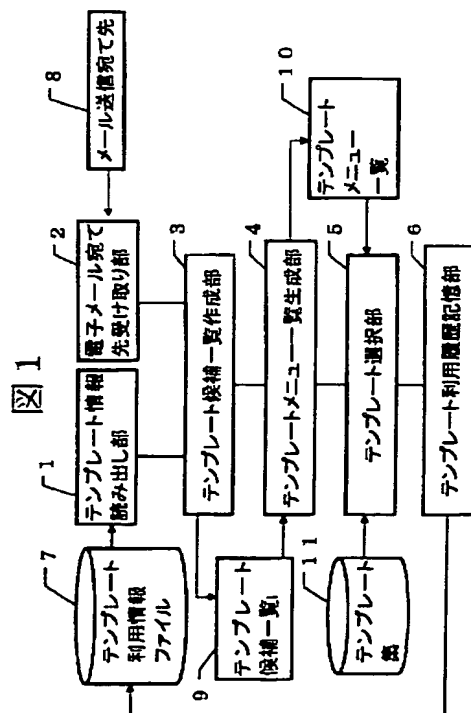 図1
7
テンプレート
利用情報
ファイル
1
テンプレート情報
読み出し部
2
電子メール宛て
先受け取り部
8
メール送信宛て先
3
テンプレート候補一覧作成部
9
テンプレート
候補一覧
4
テンプレートメニュー一覧生成部
10
テンプレート
メニュー
一覧
11
テンプレート
集
5
テンプレート選択部
6
テンプレート利用履歴記憶部